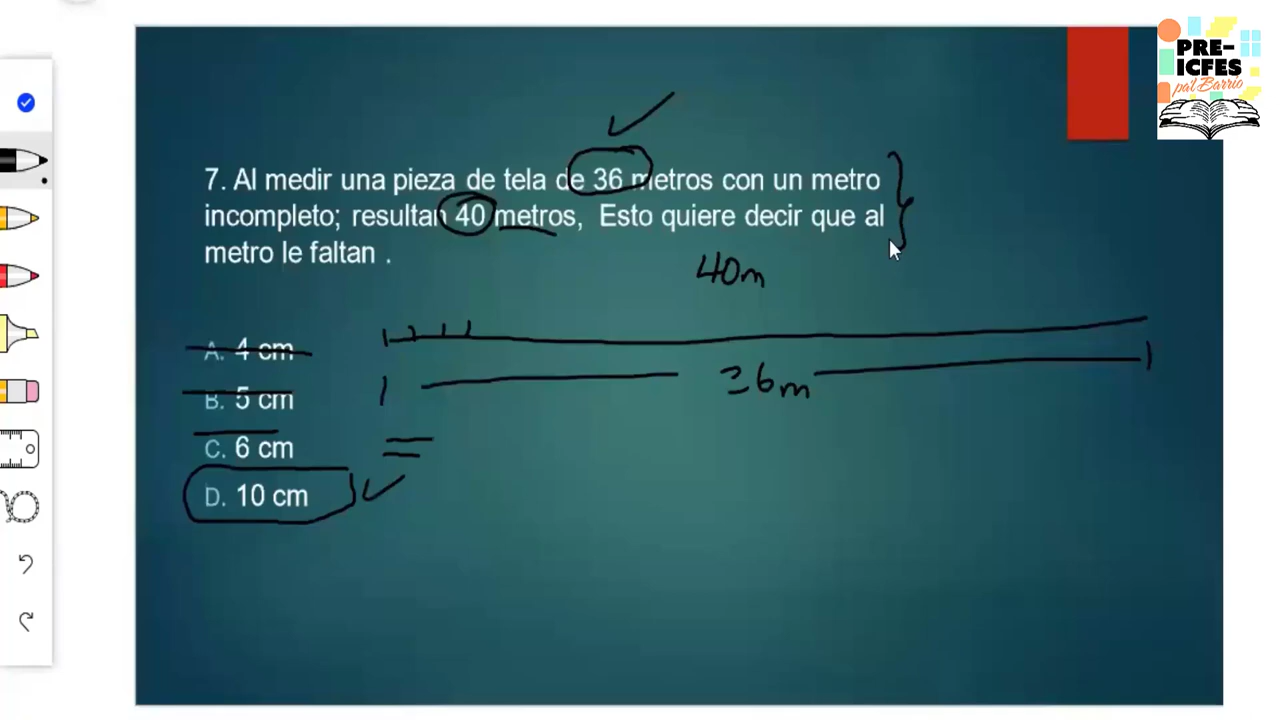 PRE-
ICFES
pa'l Barrio
7. Al medir una pieza de tela de 36 metros con un metro
incompleto; resultan 40 metros, Esto quiere decir que al
metro le faltan .
40m
A. 4 cm
36m
B. 5 cm
C. 6 cm
D. 10 cm